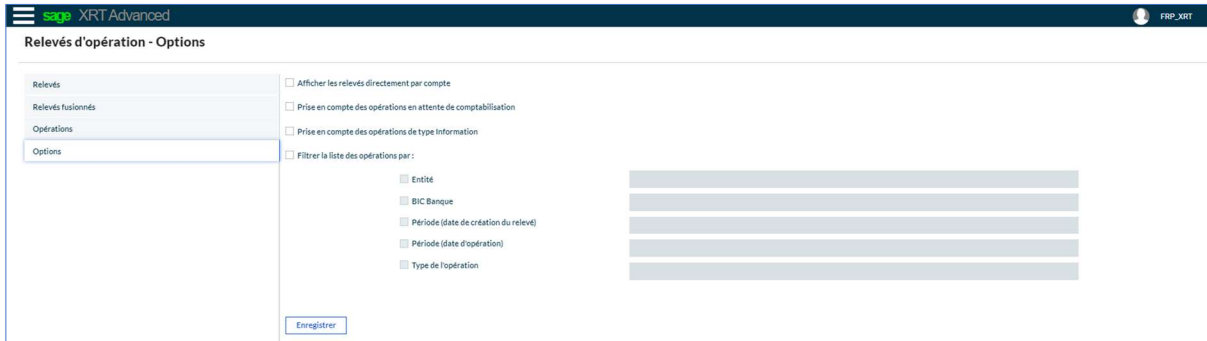 sage XRT Advanced
FRP_XRT
Relevés d'opération - Options
Relevés
Relevés fusionnés
Opérations
Options
Afficher les relevés directement par compte
Prise en compte des opérations en attente de comptabilisation
Prise en compte des opérations de type Information
Filtrer la liste des opérations par :
Entité
BIC Banque
Période (date de création du relevé)
Période (date d'opération)
Type de l'opération
Enregistrer